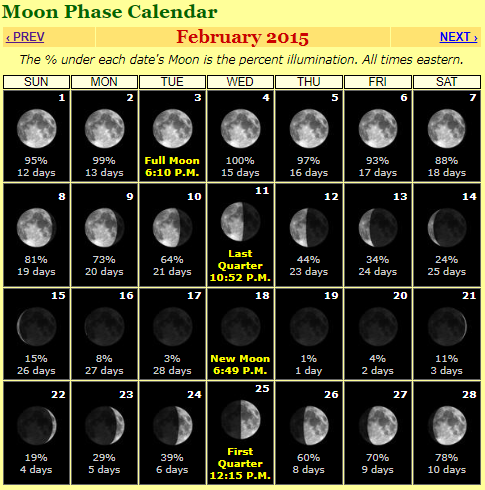 Moon Phase Calendar
‹ PREV February 2015 NEXT ›
The % under each date's Moon is the percent illumination. All times eastern.
SUN MON TUE WED THU FRI SAT
1 2 3 4 5 6 7
95% 99% Full Moon 100% 97% 93% 88%
12 days 13 days 6:10 P.M. 15 days 16 days 17 days 18 days
8 9 10 11 12 13 14
81% 73% 64% Last Quarter 44% 34% 24%
19 days 20 days 21 days 10:52 P.M. 23 days 24 days 25 days
15 16 17 18 19 20 21
15% 8% 3% New Moon 1% 4% 11%
26 days 27 days 28 days 6:49 P.M. 1 day 2 days 3 days
22 23 24 25 26 27 28
19% 29% 39% First Quarter 60% 70% 78%
4 days 5 days 6 days 12:15 P.M. 8 days 9 days 10 days